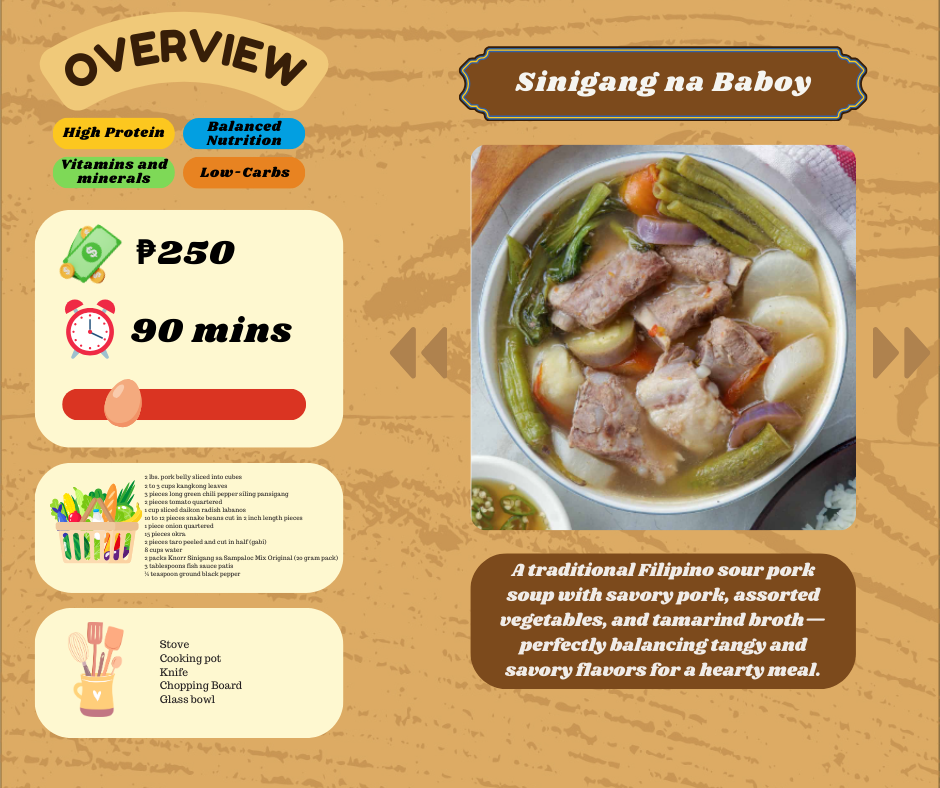 OVERVIEW
High Protein
Balanced
Nutrition
Vitamins and
minerals
Low-Carbs
₱250
90 mins
2 lbs. pork belly sliced into cubes
2 to 3 cups kangkong leaves
3 pieces long green chili pepper siling pansigang
2 pieces tomato quartered
1 cup sliced daikon radish labanos
10 to 12 pieces snake beans cut in 2 inch length pieces
1 piece onion quartered
15 pieces okra
2 pieces taro peeled and cut in half (gabi)
8 cups water
2 packs Knorr Sinigang sa Sampaloc Mix Original (20 gram pack)
3 tablespoons fish sauce patis
½ teaspoon ground black pepper
Stove
Cooking pot
Knife
Chopping Board
Glass bowl
Sinigang na Baboy
A traditional Filipino sour pork
soup with savory pork, assorted
vegetables, and tamarind broth—
perfectly balancing tangy and
savory flavors for a hearty meal.